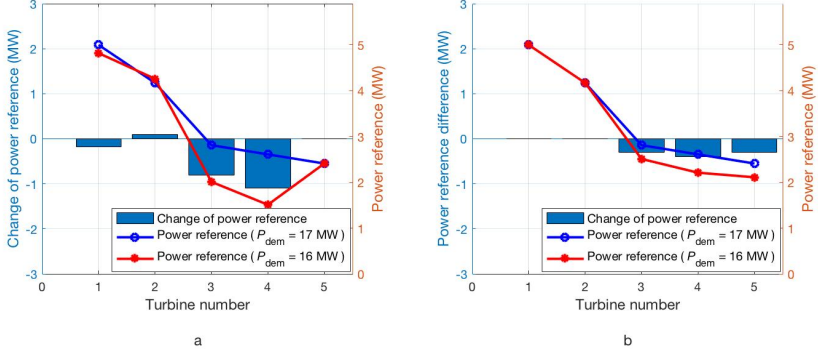 3
2
1
0
-1
-2
-3
Change of power reference (MW)
5
4
3
2
1
0
Power reference (MW)
Change of power reference
Power reference ( P_dem = 17 MW )
Power reference ( P_dem = 16 MW )
0 1 2 3 4 5
Turbine number
a
3
2
1
0
-1
-2
-3
Power reference difference (MW)
5
4
3
2
1
0
Power reference (MW)
Change of power reference
Power reference ( P_dem = 17 MW )
Power reference ( P_dem = 16 MW )
0 1 2 3 4 5
Turbine number
b